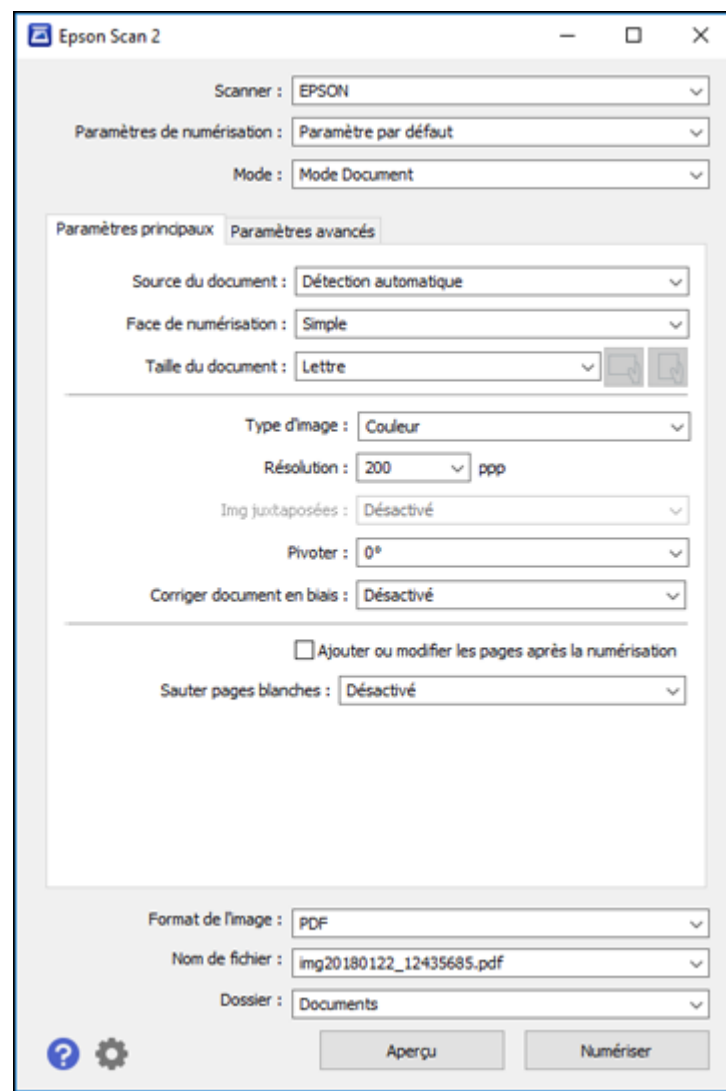 Epson Scan 2
Scanner : EPSON
Paramètres de numérisation : Paramètre par défaut
Mode : Mode Document
Paramètres principaux Paramètres avancés
Source du document : Détection automatique
Face de numérisation : Simple
Taille du document : Lettre
Type d'image : Couleur
Résolution : 200 ppp
Img juxtaposées : Désactivé
Pivoter : 0°
Corriger document en biais : Désactivé
Ajouter ou modifier les pages après la numérisation
Sauter pages blanches : Désactivé
Format de l'image : PDF
Nom de fichier : img20180122_12435685.pdf
Dossier : Documents
? Aperçu Numériser